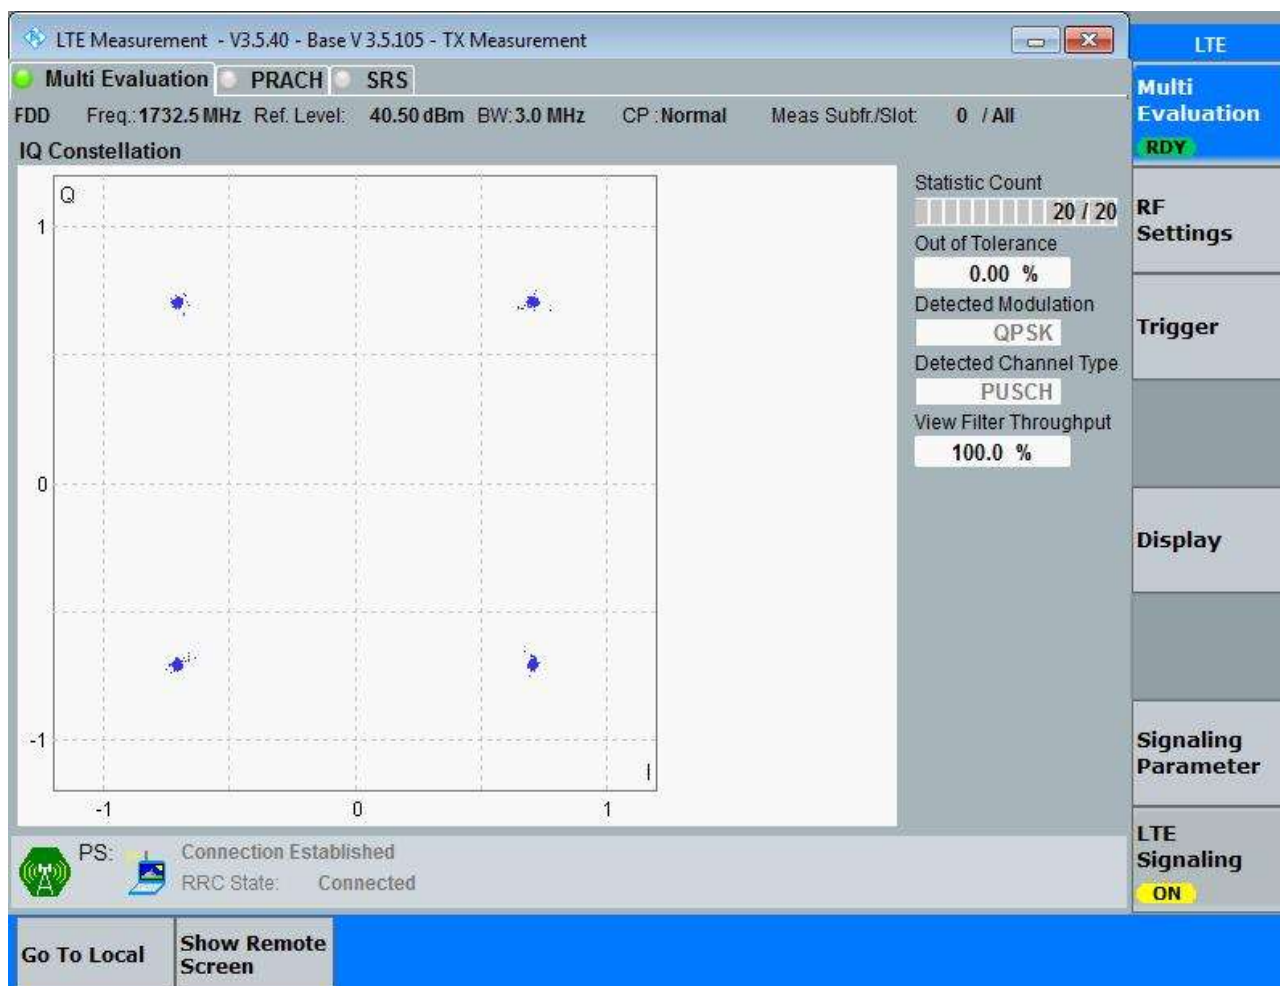 LTE Measurement - V3.5.40 - Base V 3.5.105 - TX Measurement
LTE
Multi Evaluation PRACH SRS
FDD Freq.:1732.5 MHz Ref. Level: 40.50 dBm BW:3.0 MHz CP :Normal Meas Subfr./Slot: 0 / All
Multi
Evaluation
RDY
IQ Constellation
Q
1
0
-1
I
-1 0 1
Statistic Count
20 / 20
Out of Tolerance
0.00 %
Detected Modulation
QPSK
Detected Channel Type
PUSCH
View Filter Throughput
100.0 %
RF
Settings
Trigger
Display
Signaling
Parameter
LTE
Signaling
ON
PS: Connection Established
RRC State: Connected
Go To Local
Show Remote
Screen